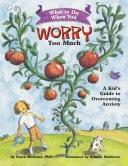 What to Do
When You
WORRY
Too Much
A Kid's
Guide to
Overcoming
Anxiety
by Dawn Huebner, PhD
Illustrated by Bonnie Matthews